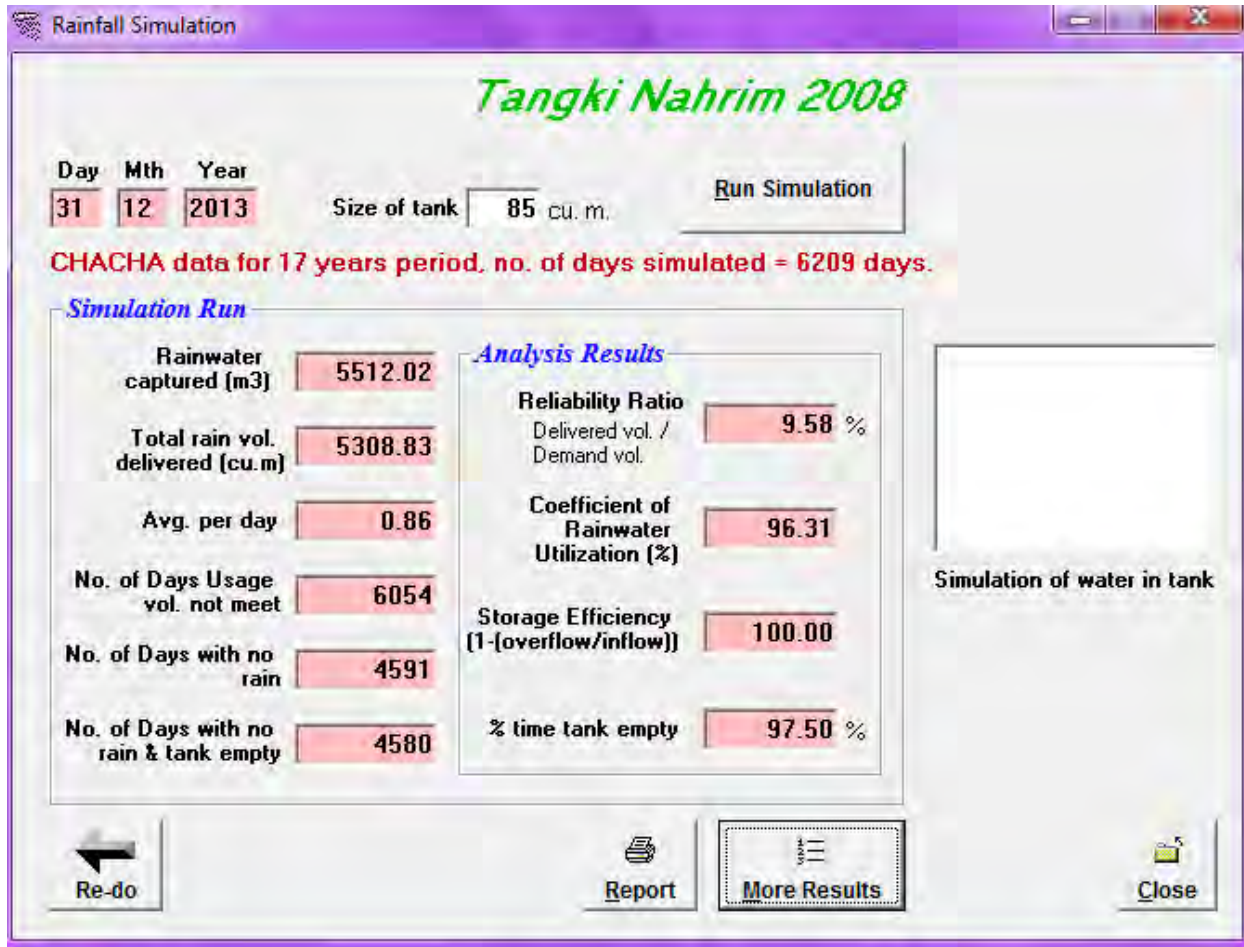 Rainfall Simulation
Tangki Nahrim 2008
Day Mth Year
31 12 2013
Size of tank 85 cu. m.
Run Simulation
CHACHA data for 17 years period, no. of days simulated = 6209 days.
Simulation Run
Rainwater
captured (m3)
5512.02
Total rain vol.
delivered (cu.m)
5308.83
Avg. per day
0.86
No. of Days Usage
vol. not meet
6054
No. of Days with no
rain
4591
No. of Days with no
rain & tank empty
4580
Analysis Results
Reliability Ratio
Delivered vol. /
Demand vol.
9.58 %
Coefficient of
Rainwater
Utilization (%)
96.31
Storage Efficiency
(1-(overflow/inflow))
100.00
% time tank empty
97.50 %
Simulation of water in tank
Re-do
Report
More Results
Close